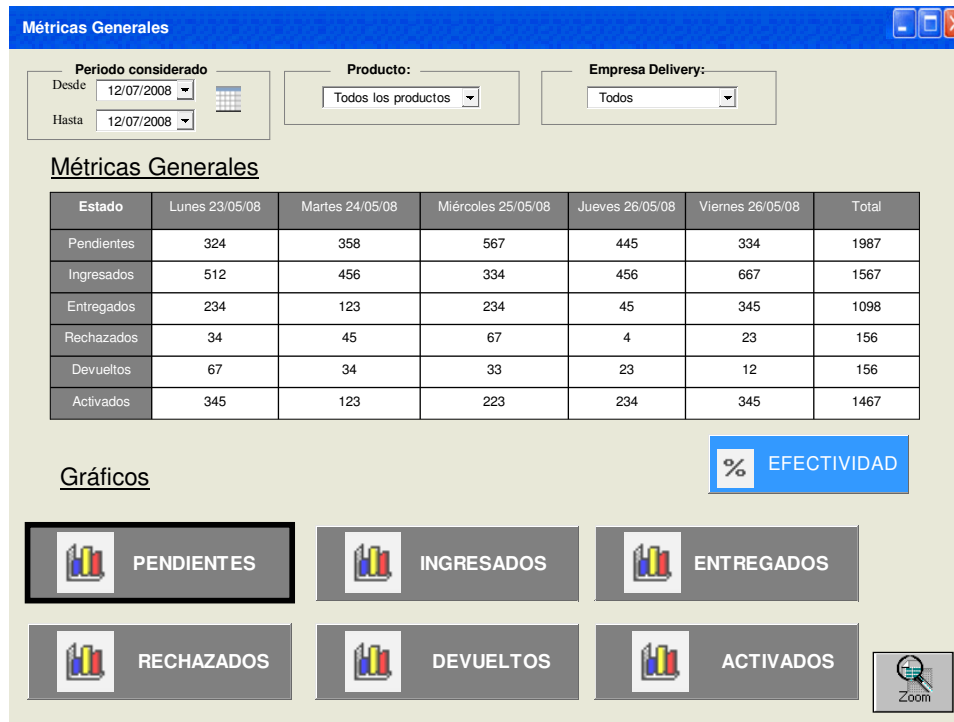 Métricas Generales
Periodo considerado Producto: Empresa Delivery:
Desde 12/07/2008 Todos los productos Todos
Hasta 12/07/2008
Métricas Generales
Estado Lunes 23/05/08 Martes 24/05/08 Miércoles 25/05/08 Jueves 26/05/08 Viernes 26/05/08 Total
Pendientes 324 358 567 445 334 1987
Ingresados 512 456 334 456 667 1567
Entregados 234 123 234 45 345 1098
Rechazados 34 45 67 4 23 156
Devueltos 67 34 33 23 12 156
Activados 345 123 223 234 345 1467
% EFECTIVIDAD
Gráficos
PENDIENTES INGRESADOS ENTREGADOS
RECHAZADOS DEVUELTOS ACTIVADOS
Zoom